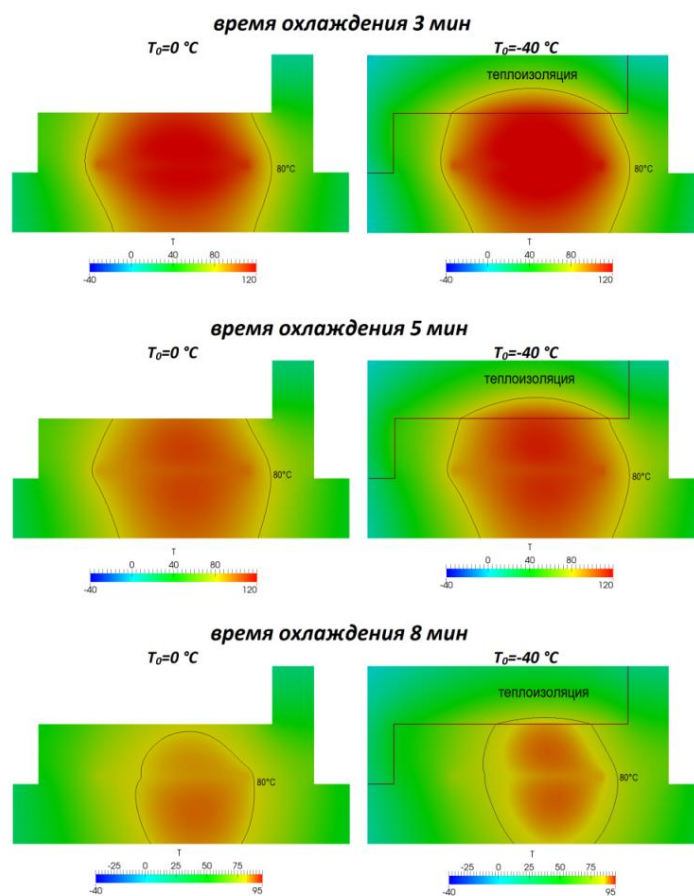 время охлаждения 3 мин
T₀=0 °C
T₀=-40 °C
теплоизоляция
80°C
80°C
T
0 40 80
-40 120
T
0 40 80
-40 120
время охлаждения 5 мин
T₀=0 °C
T₀=-40 °C
теплоизоляция
80°C
80°C
T
0 40 80
-40 120
T
0 40 80
-40 120
время охлаждения 8 мин
T₀=0 °C
T₀=-40 °C
теплоизоляция
80°C
80°C
T
-25 0 25 50 75
-40 95
T
-25 0 25 50 75
-40 95